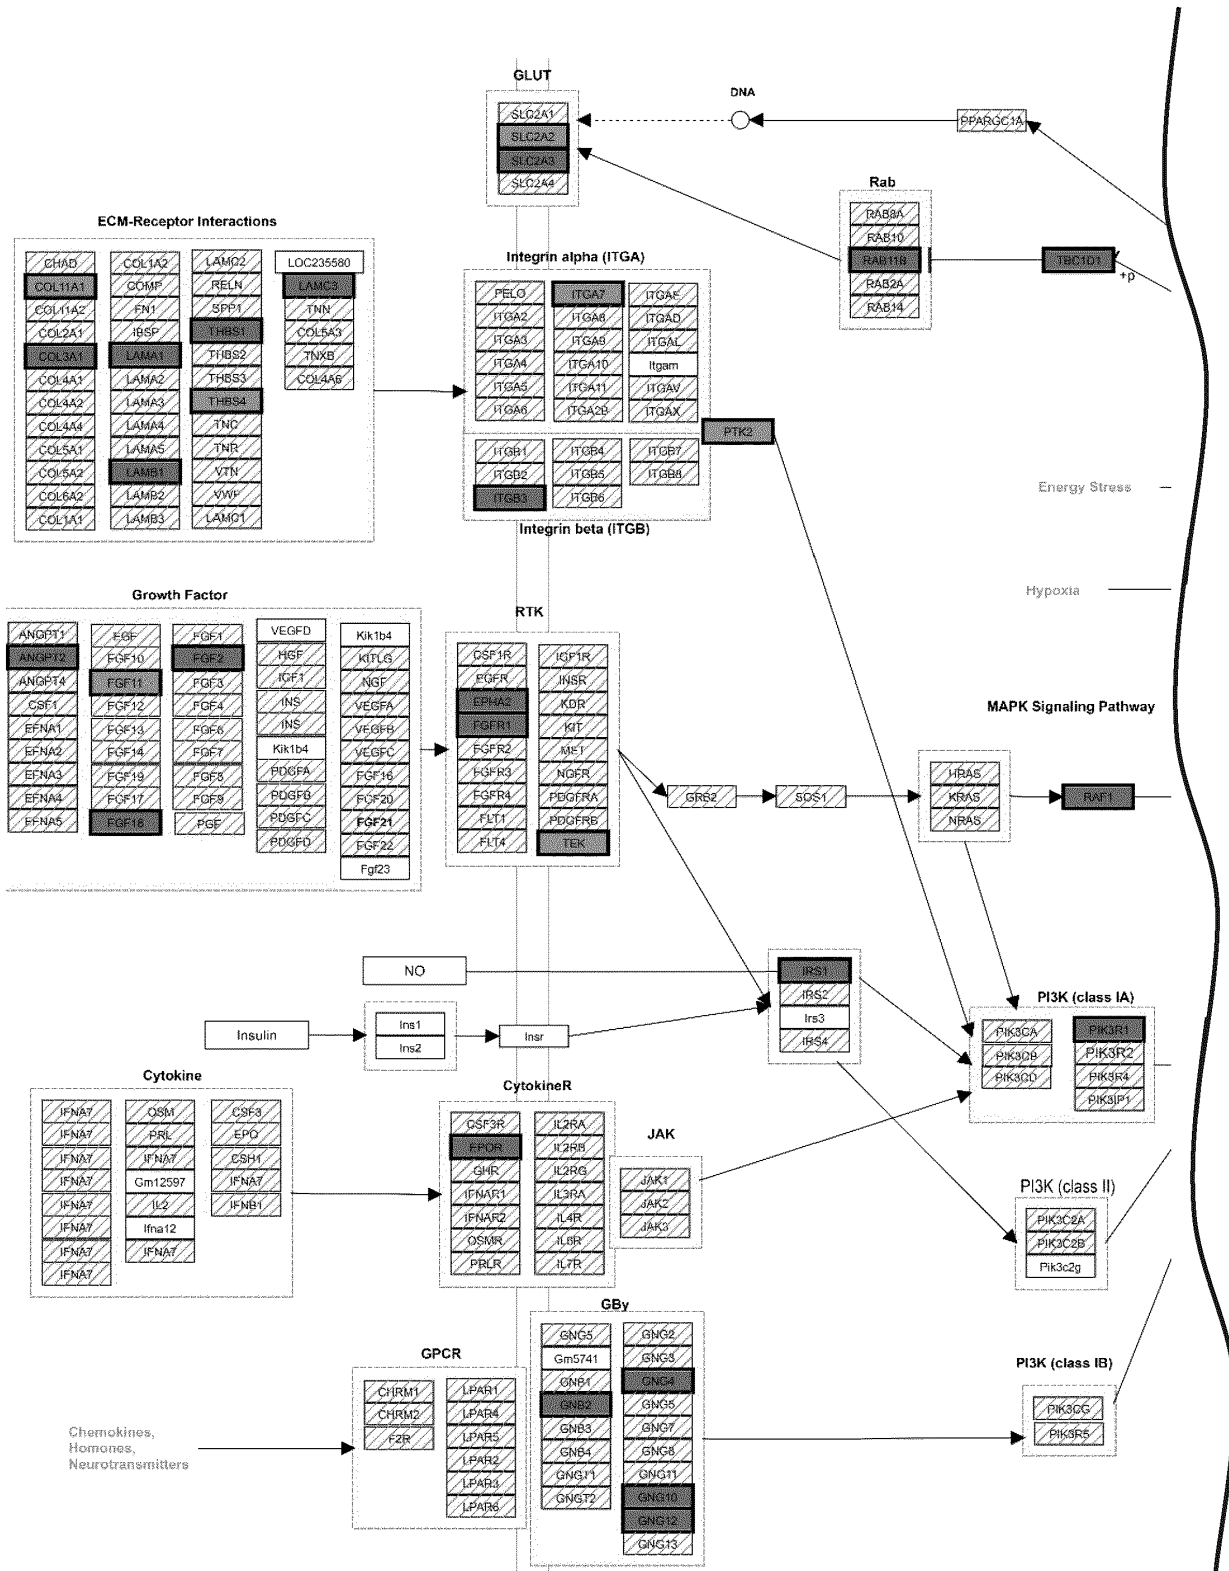 GLUT
SLC2A1
SLC2A2
SLC2A3
SLC2A4
DNA
PPARGC1A
Rab
RAB8A
RAB10
RAB11B
RAB2A
RAB14
TBC1D1
+p
ECM-Receptor Interactions
CHAD
COL11A1
COL11A2
COL2A1
COL3A1
COL4A1
COL4A2
COL4A4
COL5A1
COL5A2
COL6A2
COL1A1
COL1A2
COMP
FN1
IBSP
LAMA1
LAMA2
LAMA3
LAMA4
LAMA5
LAMB1
LAMB2
LAMB3
LAMC2
RELN
SPP1
THBS1
THBS2
THBS3
THBS4
TNC
TNR
VTN
VWF
LAMC1
LOC235580
LAMC3
TNN
COL5A3
TNXB
COL4A6
Integrin alpha (ITGA)
PELO
ITGA2
ITGA3
ITGA4
ITGA5
ITGA6
ITGA7
ITGA8
ITGA9
ITGA10
ITGA11
ITGA2B
ITGAE
ITGAD
ITGAL
Itgam
ITGAV
ITGAX
ITGB1
ITGB2
ITGB3
ITGB4
ITGB5
ITGB6
ITGB7
ITGB8
Integrin beta (ITGB)
PTK2
Energy Stress
Hypoxia
Growth Factor
ANGPT1
ANGPT2
ANGPT4
CSF1
EFNA1
EFNA2
EFNA3
EFNA4
EFNA5
EGF
FGF10
FGF11
FGF12
FGF13
FGF14
FGF19
FGF17
FGF18
FGF1
FGF2
FGF3
FGF4
FGF6
FGF7
FGF8
FGF9
PGF
VEGFD
HGF
IGF1
INS
INS
Kik1b4
PDGFA
PDGFB
PDGFC
PDGFD
Kik1b4
KITLG
NGF
VEGFA
VEGFB
VEGFC
FGF16
FGF20
FGF21
FGF22
Fgf23
RTK
CSF1R
EGFR
EPHA2
FGFR1
FGFR2
FGFR3
FGFR4
FLT1
FLT4
IGF1R
INSR
KDR
KIT
MET
NGFR
PDGFRA
PDGFRB
TEK
GRB2
SOS1
MAPK Signaling Pathway
HRAS
KRAS
NRAS
RAF1
NO
Insulin
Ins1
Ins2
Insr
IRS1
IRS2
Irs3
IRS4
PI3K (class IA)
PIK3CA
PIK3CB
PIK3CD
PIK3R1
PIK3R2
PIK3R4
PIK3IP1
Cytokine
IFNA7
IFNA7
IFNA7
IFNA7
IFNA7
IFNA7
IFNA7
IFNA7
OSM
PRL
IFNA7
Gm12597
IL2
Ifna12
IFNA7
CSF3
EPO
CSH1
IFNA7
IFNB1
CytokineR
CSF3R
EPOR
GHR
IFNAR1
IFNAR2
OSMR
PRLR
IL2RA
IL2RB
IL2RG
IL3RA
IL4R
IL6R
IL7R
JAK
JAK1
JAK2
JAK3
PI3K (class II)
PIK3C2A
PIK3C2B
Pik3c2g
GBy
GNG5
Gm5741
GNB1
GNB2
GNB3
GNB4
GNGT1
GNGT2
GNG2
GNG3
GNG4
GNG5
GNG7
GNG8
GNG11
GNG10
GNG12
GNG13
GPCR
CHRM1
CHRM2
F2R
LPAR1
LPAR4
LPAR5
LPAR2
LPAR3
LPAR6
Chemokines,
Homones,
Neurotransmitters
PI3K (class IB)
PIK3CG
PIK3R5